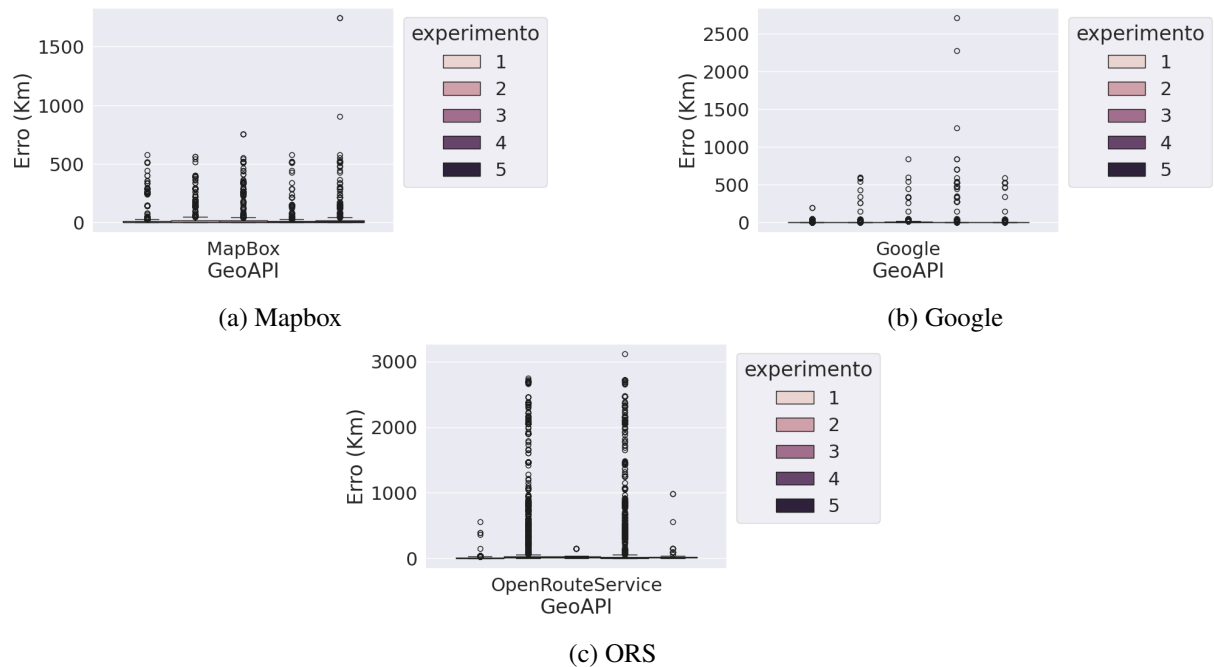 Erro (Km)
1500
1000
500
0
MapBox
GeoAPI
experimento
1
2
3
4
5
(a) Mapbox
Erro (Km)
2500
2000
1500
1000
500
0
Google
GeoAPI
experimento
1
2
3
4
5
(b) Google
Erro (Km)
3000
2000
1000
0
OpenRouteService
GeoAPI
experimento
1
2
3
4
5
(c) ORS